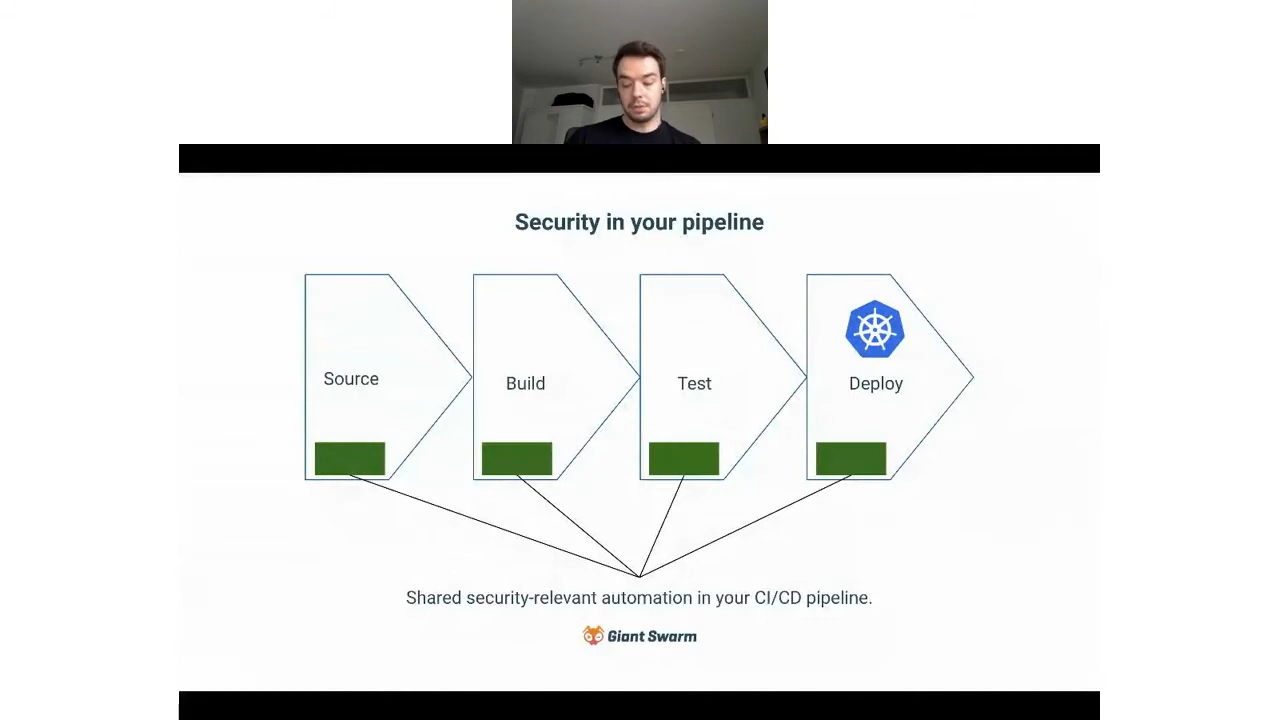 Security in your pipeline
Source
Build
Test
Deploy
Shared security-relevant automation in your CI/CD pipeline.
Giant Swarm